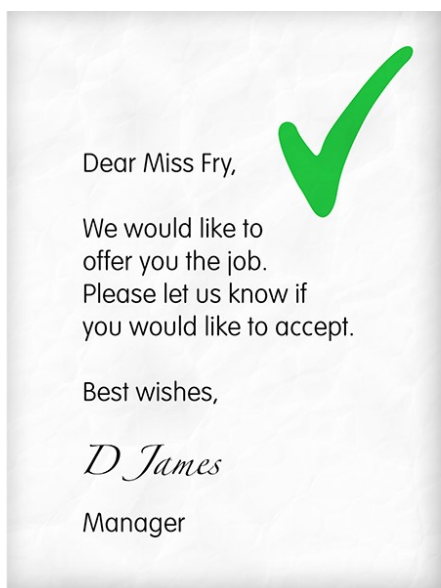 Dear Miss Fry,
We would like to
offer you the job.
Please let us know if
you would like to accept.
Best wishes,
D James
Manager